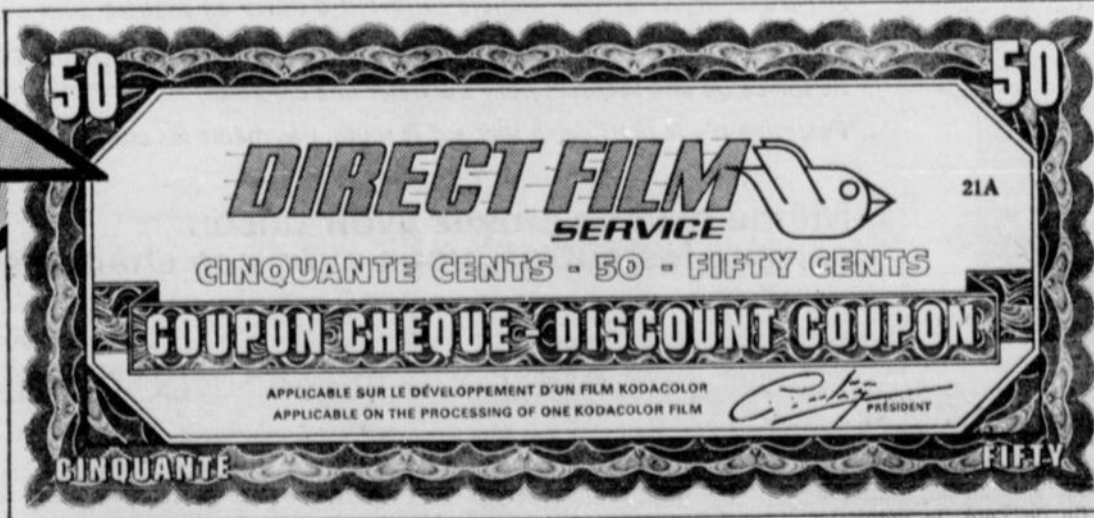 50 50
DIRECT FILM
SERVICE
21A
CINQUANTE CENTS - 50 - FIFTY CENTS
COUPON CHEQUE - DISCOUNT COUPON
APPLICABLE SUR LE DÉVELOPPEMENT D'UN FILM KODACOLOR
APPLICABLE ON THE PROCESSING OF ONE KODACOLOR FILM
PRÉSIDENT
CINQUANTE FIFTY